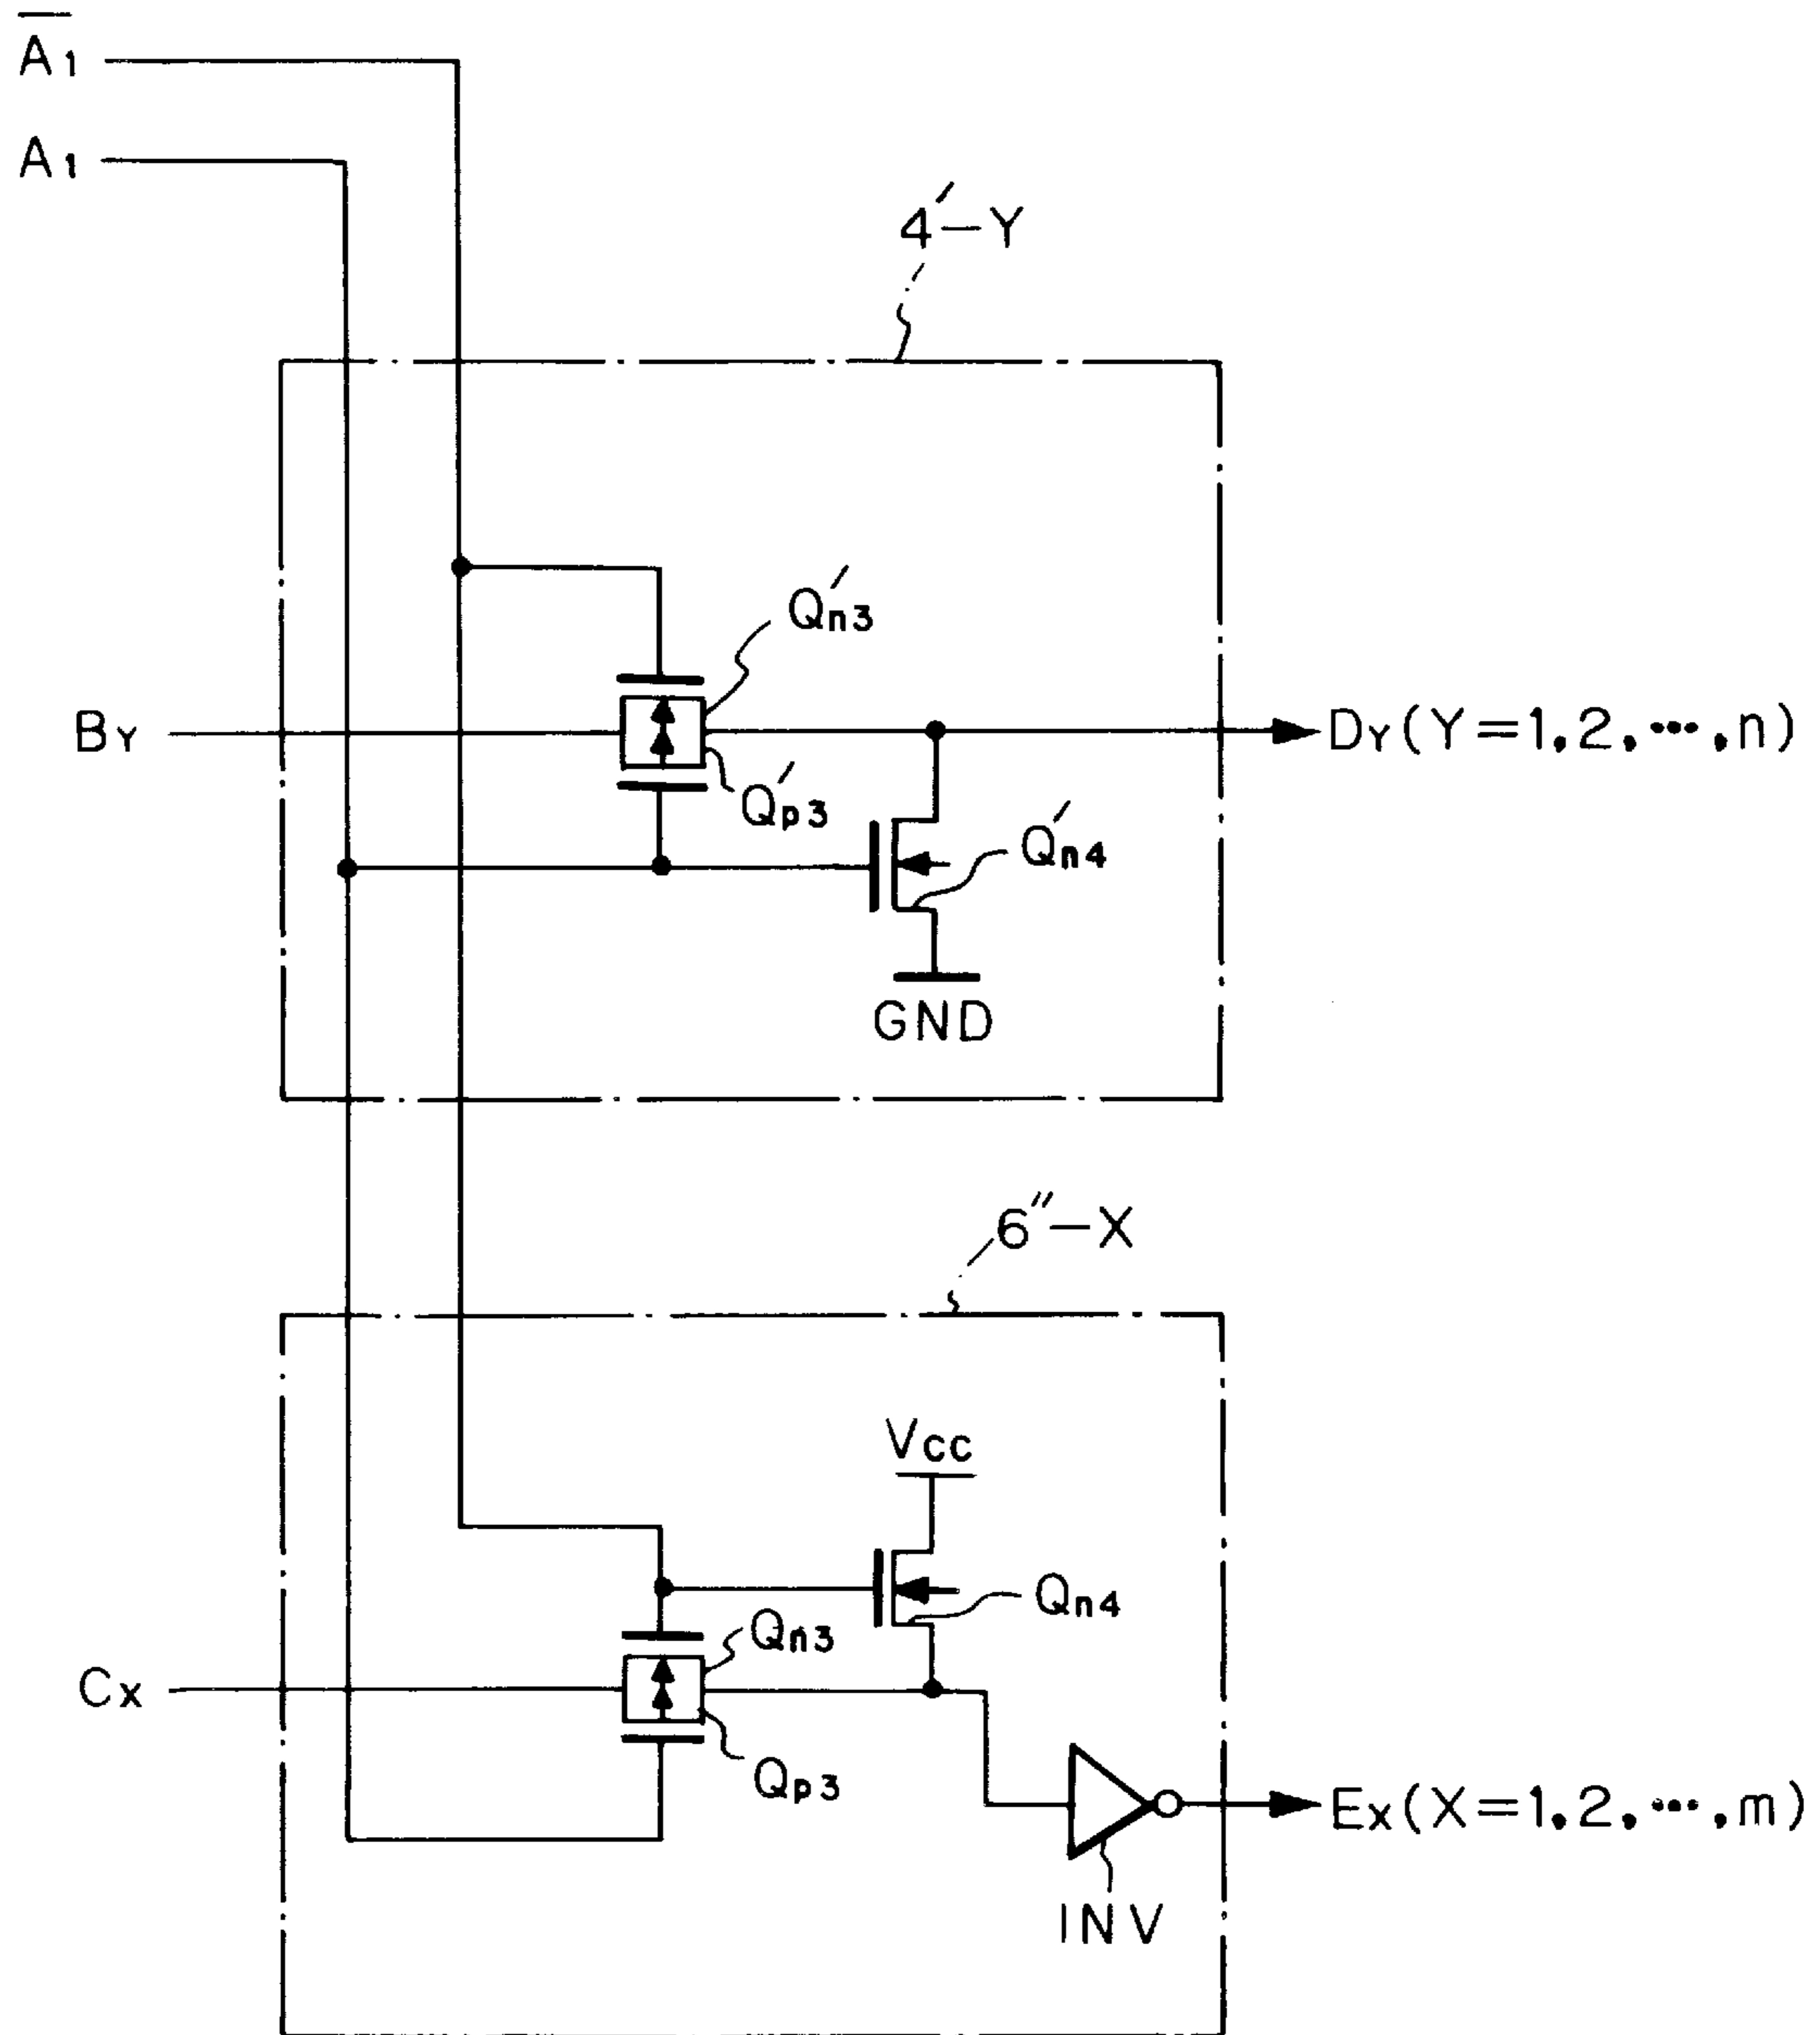 A̅1
A1
4′−Y
Q′n3
BY
DY(Y=1,2,…,n)
Q′p3
Q′n4
GND
6″−X
Vcc
Qn4
Qn3
Cx
Qp3
Ex(X=1,2,…,m)
INV